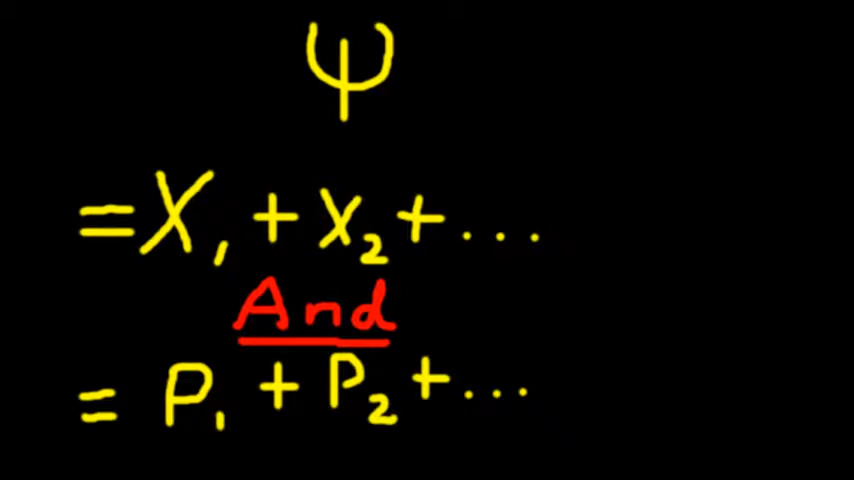 Ψ
= X₁ + X₂ + ...
And
= P₁ + P₂ + ...